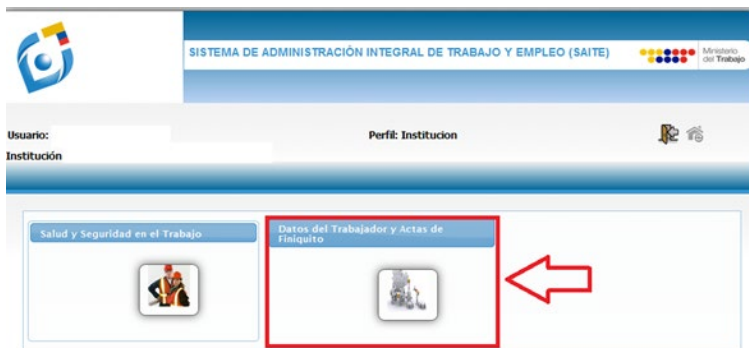 SISTEMA DE ADMINISTRACIÓN INTEGRAL DE TRABAJO Y EMPLEO (SAITE)
Ministerio
del Trabajo
Usuario:
Perfil: Institucion
Institución
Salud y Seguridad en el Trabajo
Datos del Trabajador y Actas de
Finiquito